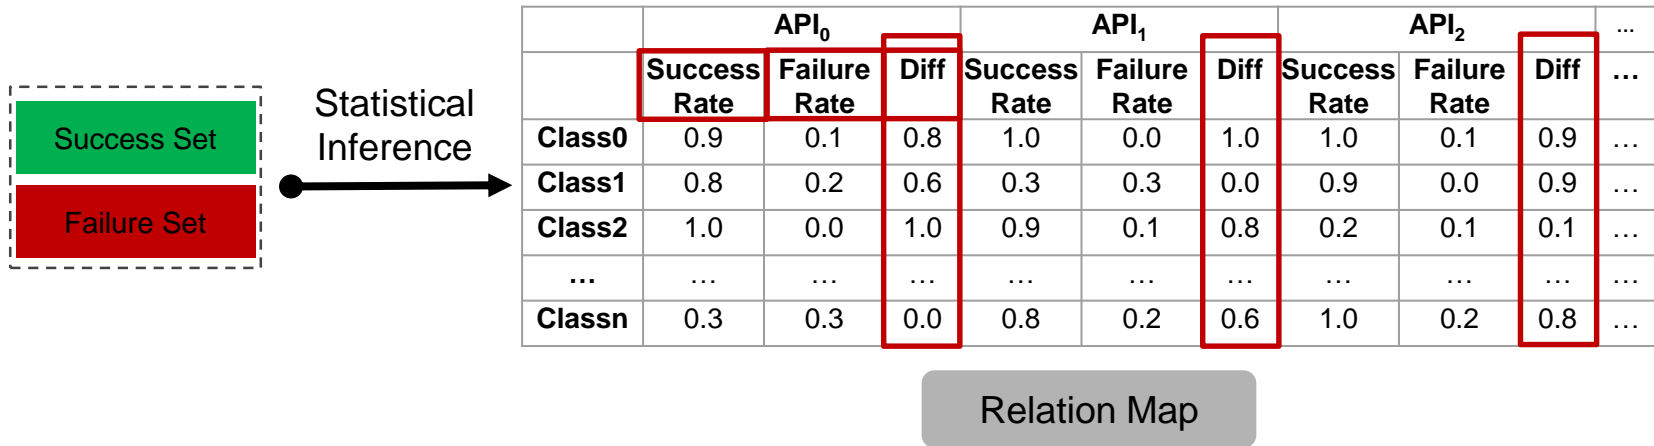 Success Set
Failure Set
Statistical
Inference
API0 API1 API2 ...
Success Rate Failure Rate Diff Success Rate Failure Rate Diff Success Rate Failure Rate Diff ...
Class0 0.9 0.1 0.8 1.0 0.0 1.0 1.0 0.1 0.9 ...
Class1 0.8 0.2 0.6 0.3 0.3 0.0 0.9 0.0 0.9 ...
Class2 1.0 0.0 1.0 0.9 0.1 0.8 0.2 0.1 0.1 ...
... ... ... ... ... ... ... ... ... ... ...
Classn 0.3 0.3 0.0 0.8 0.2 0.6 1.0 0.2 0.8 ...
Relation Map